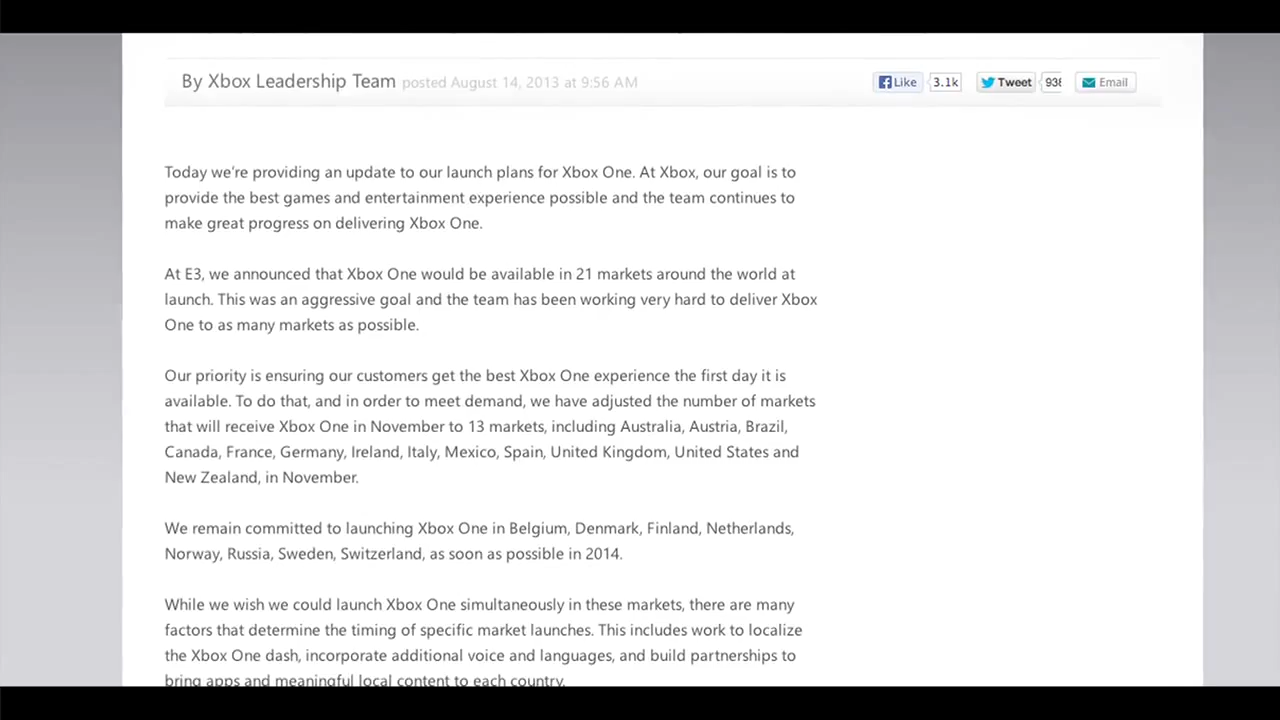 By Xbox Leadership Team posted August 14, 2013 at 9:56 AM Like 3.1k Tweet 938 Email
Today we're providing an update to our launch plans for Xbox One. At Xbox, our goal is to
provide the best games and entertainment experience possible and the team continues to
make great progress on delivering Xbox One.
At E3, we announced that Xbox One would be available in 21 markets around the world at
launch. This was an aggressive goal and the team has been working very hard to deliver Xbox
One to as many markets as possible.
Our priority is ensuring our customers get the best Xbox One experience the first day it is
available. To do that, and in order to meet demand, we have adjusted the number of markets
that will receive Xbox One in November to 13 markets, including Australia, Austria, Brazil,
Canada, France, Germany, Ireland, Italy, Mexico, Spain, United Kingdom, United States and
New Zealand, in November.
We remain committed to launching Xbox One in Belgium, Denmark, Finland, Netherlands,
Norway, Russia, Sweden, Switzerland, as soon as possible in 2014.
While we wish we could launch Xbox One simultaneously in these markets, there are many
factors that determine the timing of specific market launches. This includes work to localize
the Xbox One dash, incorporate additional voice and languages, and build partnerships to
bring apps and meaningful local content to each country.